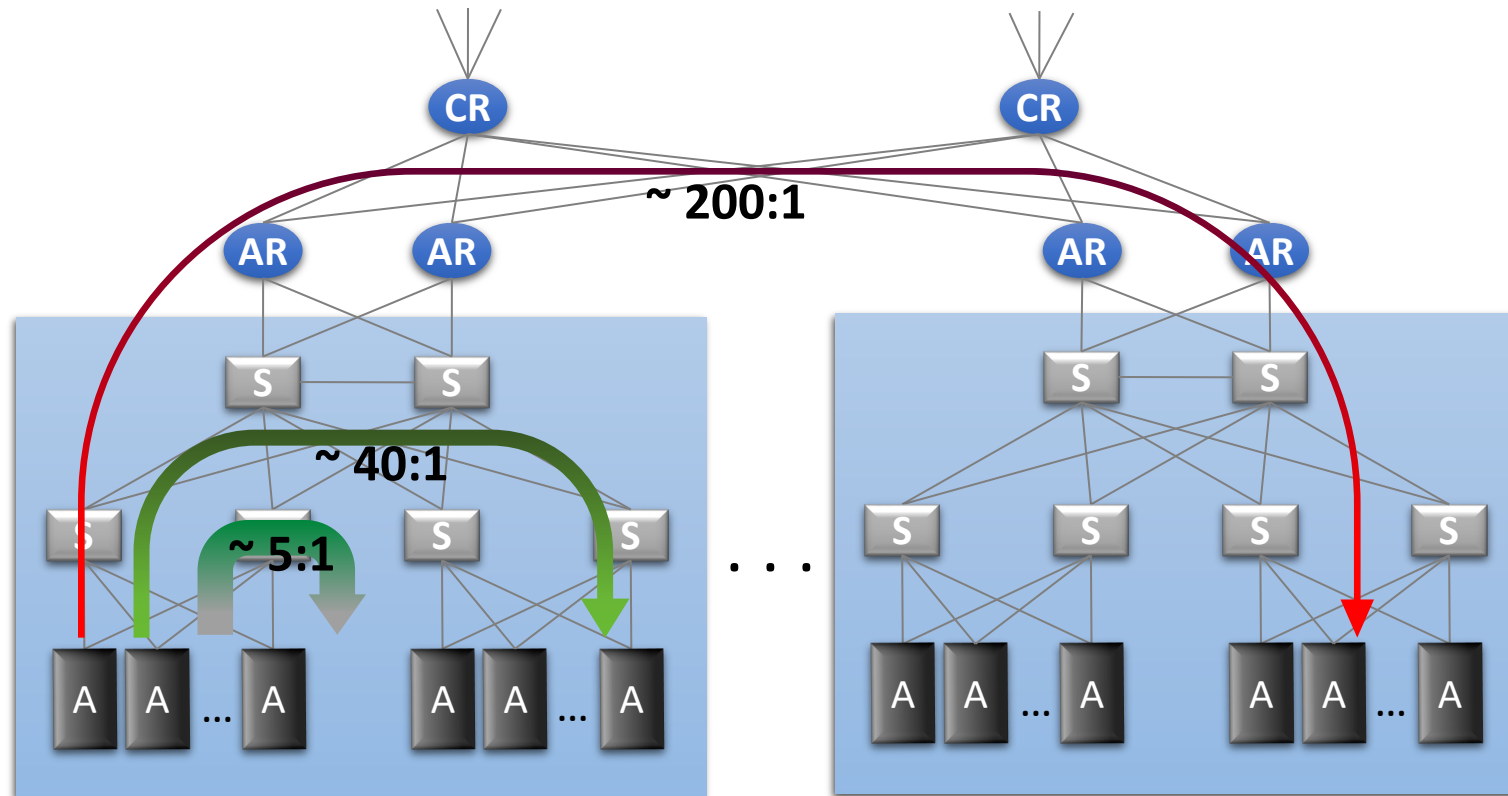 CR CR
~ 200:1
AR AR AR AR
S S S S
~ 40:1
S S S S S S S
~ 5:1
. . .
A A ... A A A ... A A A ... A A A ... A